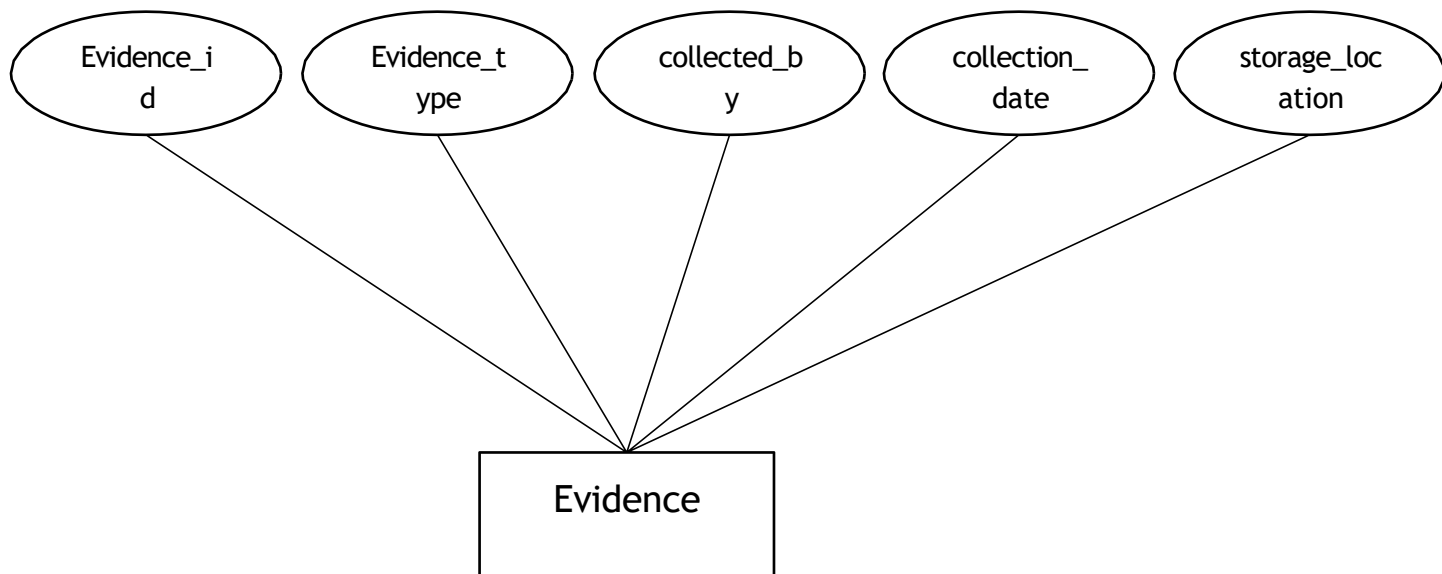 Evidence_i
d
Evidence_t
ype
collected_b
y
collection_
date
storage_loc
ation
Evidence